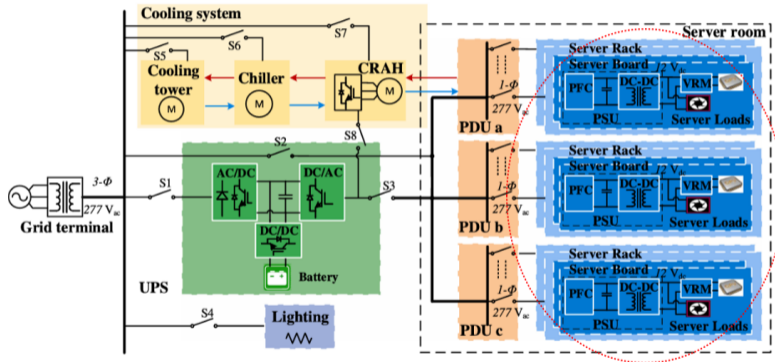 Cooling system
S7
S6
S5
Cooling
tower
M
Chiller
M
CRAH
M
S8
Server room
PDU a
1-Φ
277 Vac
Server Rack
Server Board
12 Vdc
PFC
DC-DC
VRM
PSU
Server Loads
S2
3-Φ
277 Vac
Grid terminal
S1
AC/DC
DC/AC
DC/DC
Battery
UPS
S3
PDU b
1-Φ
277 Vac
Server Rack
Server Board
12 Vdc
PFC
DC-DC
VRM
PSU
Server Loads
S4
Lighting
PDU c
1-Φ
277 Vac
Server Rack
Server Board
12 Vdc
PFC
DC-DC
VRM
PSU
Server Loads